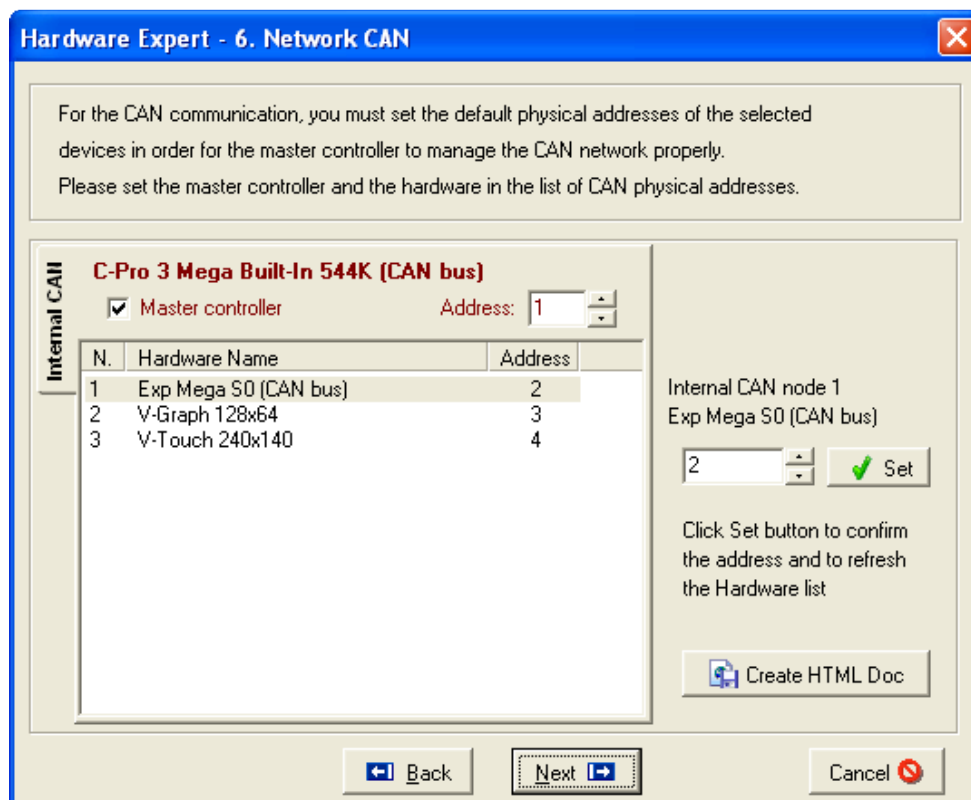 Hardware Expert - 6. Network CAN
For the CAN communication, you must set the default physical addresses of the selected
devices in order for the master controller to manage the CAN network properly.
Please set the master controller and the hardware in the list of CAN physical addresses.
Internal CAN
C-Pro 3 Mega Built-In 544K (CAN bus)
Master controller Address: 1
N. Hardware Name Address
1 Exp Mega S0 (CAN bus) 2
2 V-Graph 128x64 3
3 V-Touch 240x140 4
Internal CAN node 1
Exp Mega S0 (CAN bus)
2 Set
Click Set button to confirm
the address and to refresh
the Hardware list
Create HTML Doc
Back Next Cancel